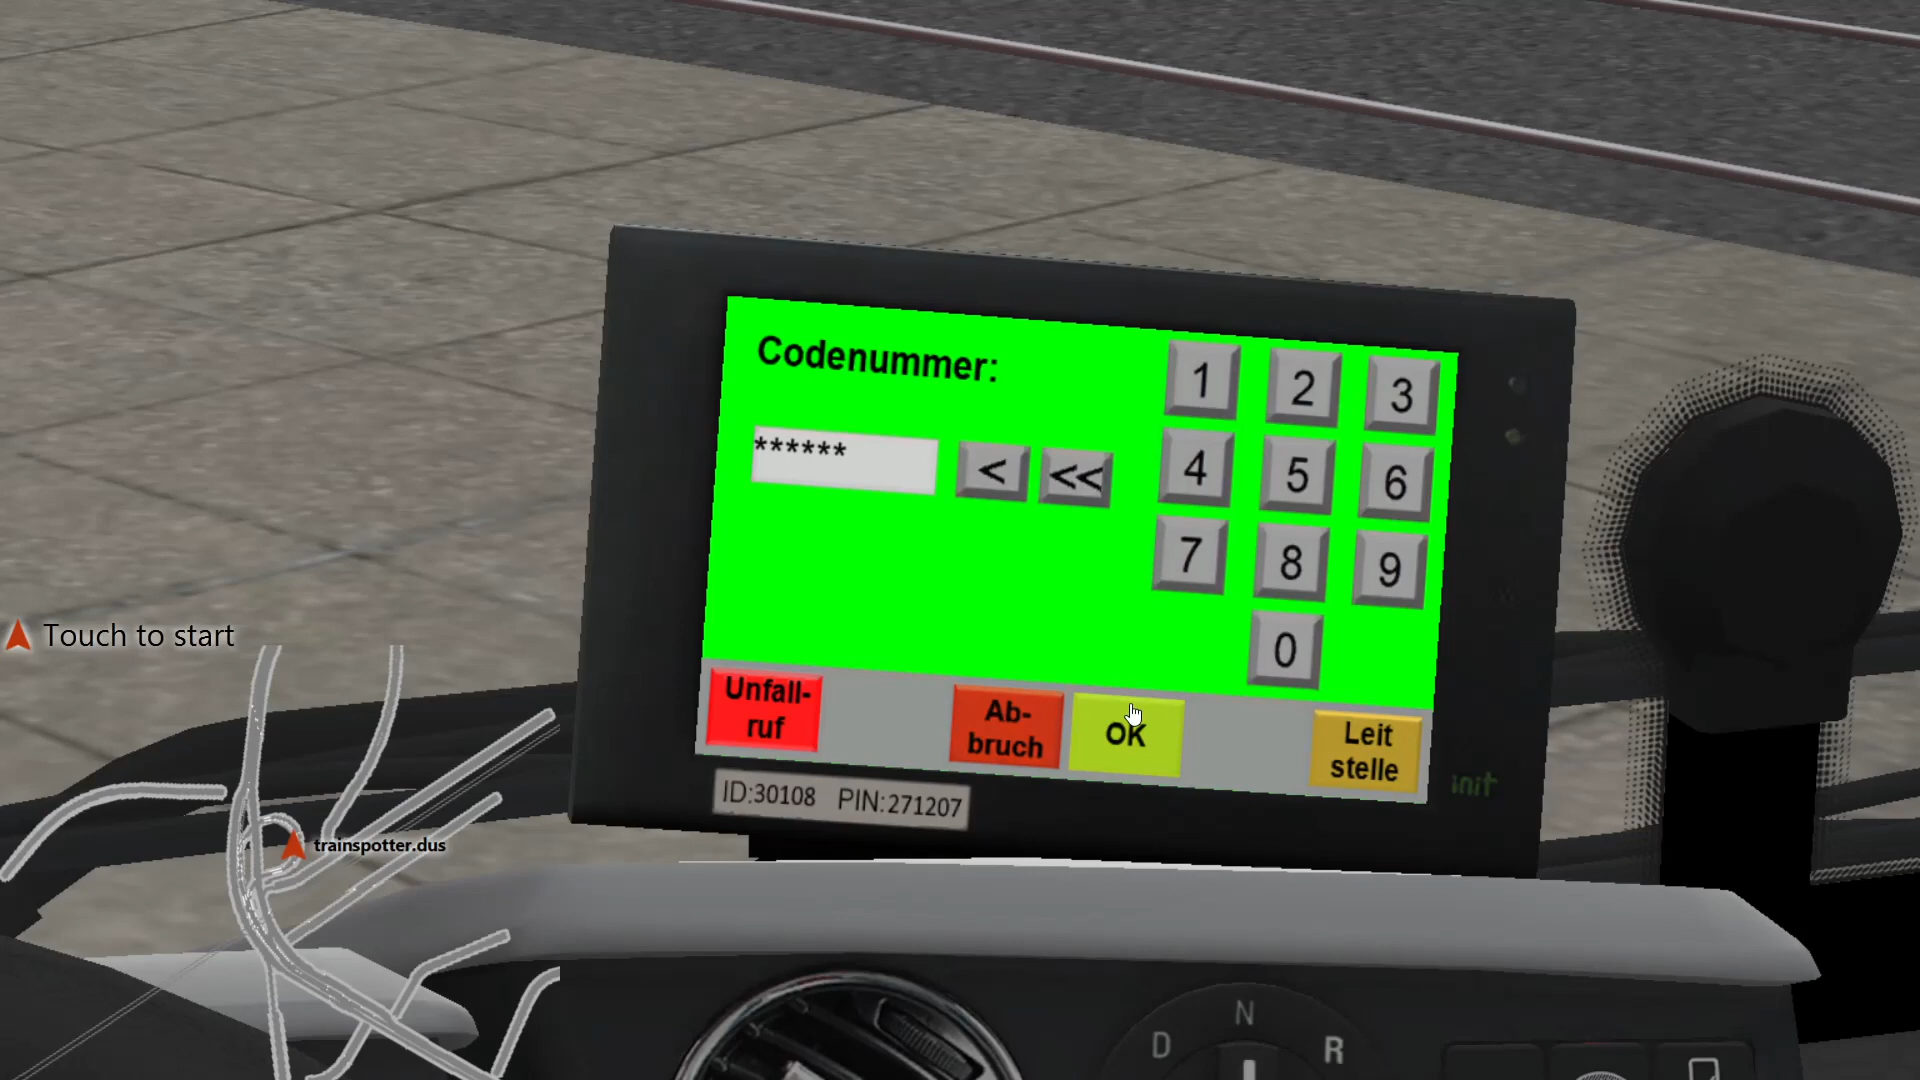 Codenummer:
1 2 3
******
< <<
4 5 6
7 8 9
0
Touch to start
Unfall-
ruf
Ab-
bruch
OK
Leit
stelle
init
ID:30108 PIN:271207
trainspotter.dus
N
D
R